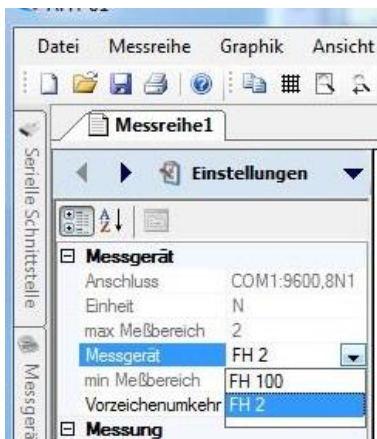 Datei Messreihe Graphik Ansicht
Messreihe1
Einstellungen
Serielle Schnittstelle
Messgerät
Anschluss COM1:9600,8N1
Einheit N
max Meßbereich 2
Messgerät FH 2
min Meßbereich FH 100
Vorzeichenumkehr FH 2
Messung